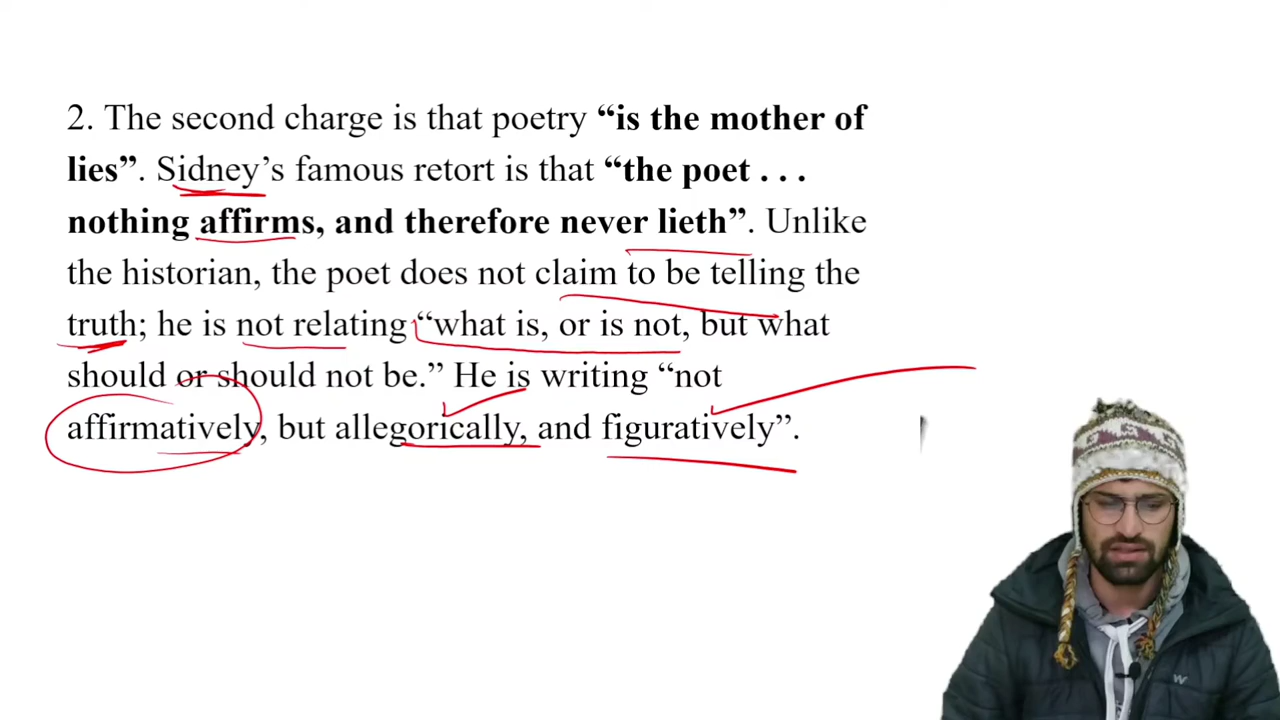 2. The second charge is that poetry “is the mother of
lies”. Sidney’s famous retort is that “the poet . . .
nothing affirms, and therefore never lieth”. Unlike
the historian, the poet does not claim to be telling the
truth; he is not relating “what is, or is not, but what
should or should not be.” He is writing “not
affirmatively, but allegorically, and figuratively”.